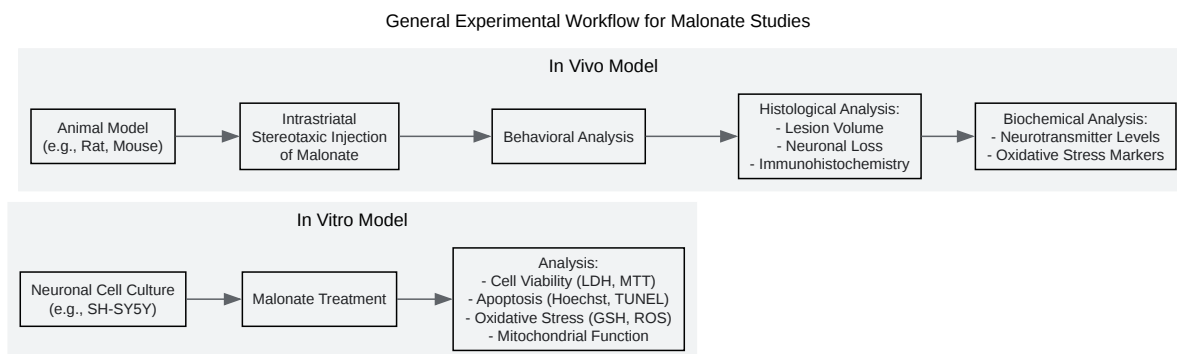 General Experimental Workflow for Malonate Studies
In Vivo Model
Animal Model
(e.g., Rat, Mouse)
Intrastriatal
Stereotaxic Injection
of Malonate
Behavioral Analysis
Histological Analysis:
- Lesion Volume
- Neuronal Loss
- Immunohistochemistry
Biochemical Analysis:
- Neurotransmitter Levels
- Oxidative Stress Markers
In Vitro Model
Neuronal Cell Culture
(e.g., SH-SY5Y)
Malonate Treatment
Analysis:
- Cell Viability (LDH, MTT)
- Apoptosis (Hoechst, TUNEL)
- Oxidative Stress (GSH, ROS)
- Mitochondrial Function